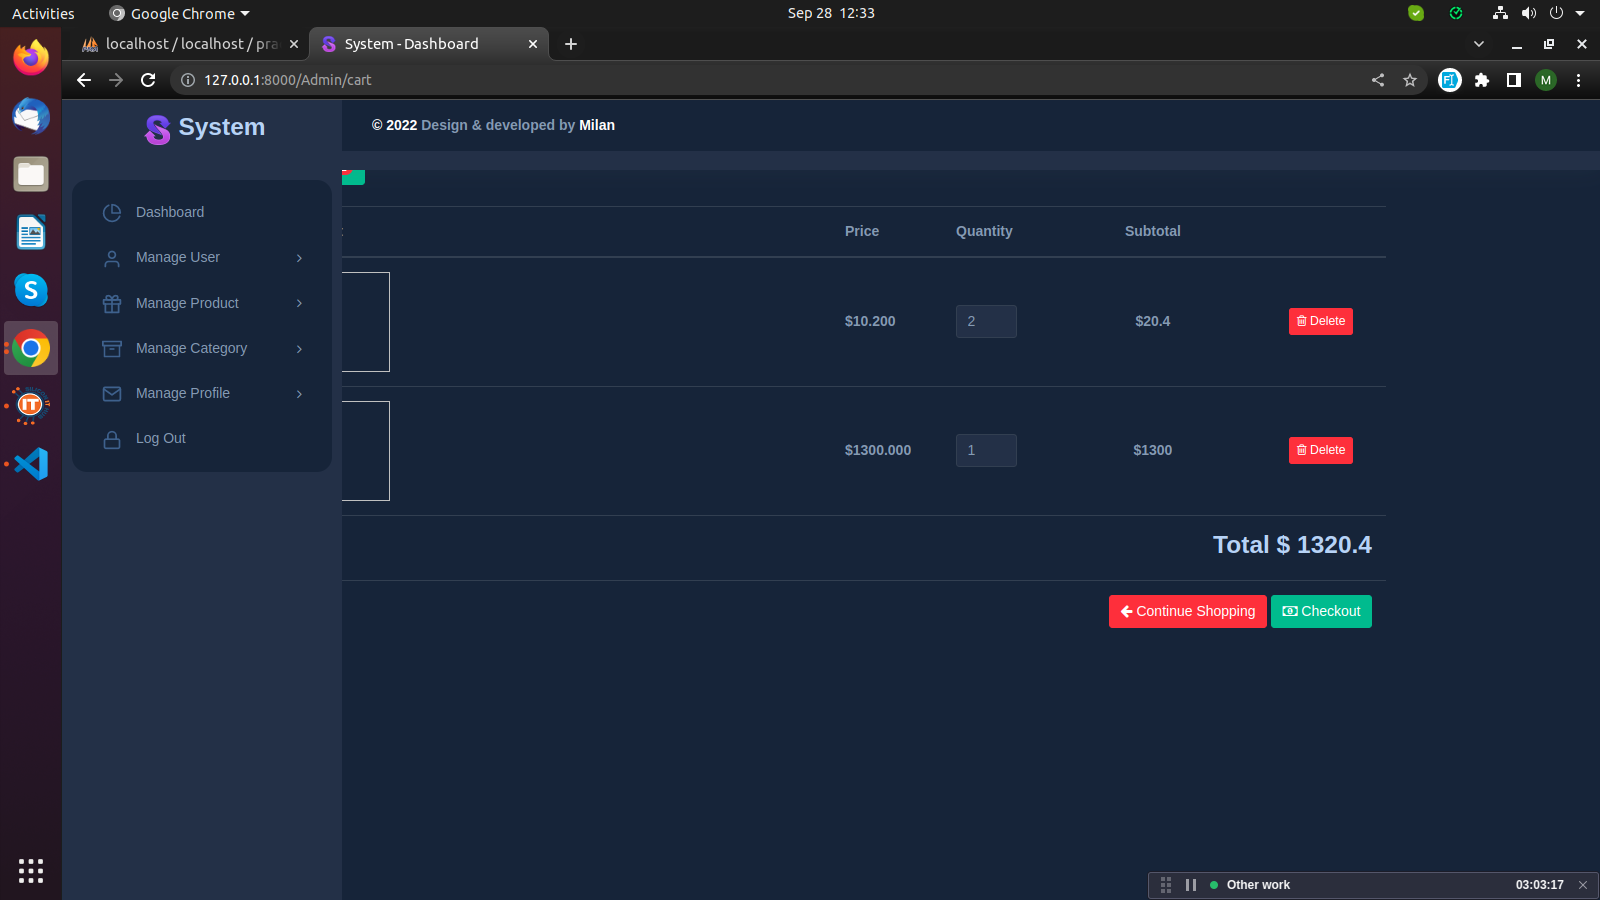 Activities
Google Chrome
Sep 28 12:33
localhost / localhost / pra
System - Dashboard
127.0.0.1:8000/Admin/cart
M
System
© 2022 Design & developed by Milan
Dashboard
Manage User
Manage Product
Manage Category
Manage Profile
Log Out
Price Quantity Subtotal
$10.200 2 $20.4 Delete
$1300.000 1 $1300 Delete
Total $ 1320.4
Continue Shopping Checkout
Other work 03:03:17